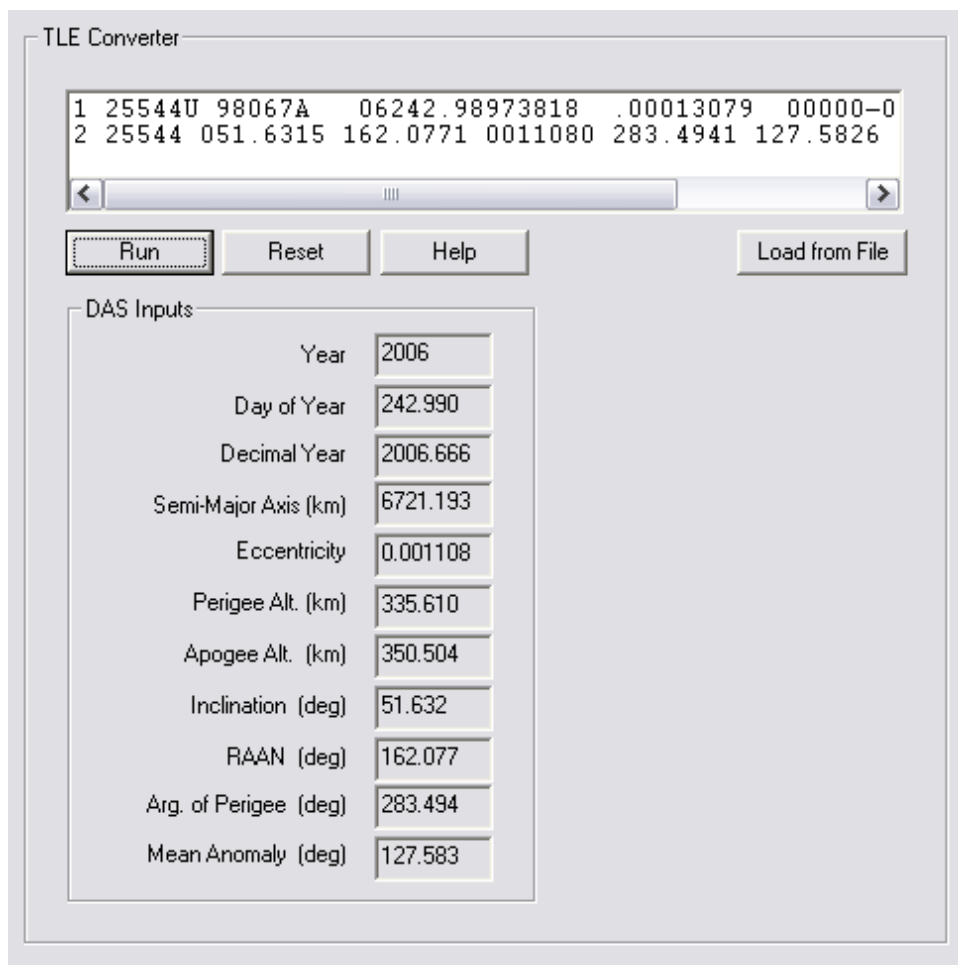 TLE Converter
1 25544U 98067A   06242.98973818  .00013079  00000-0
2 25544 051.6315 162.0771 0011080 283.4941 127.5826
Run Reset Help Load from File
DAS Inputs
Year 2006
Day of Year 242.990
Decimal Year 2006.666
Semi-Major Axis (km) 6721.193
Eccentricity 0.001108
Perigee Alt. (km) 335.610
Apogee Alt. (km) 350.504
Inclination (deg) 51.632
RAAN (deg) 162.077
Arg. of Perigee (deg) 283.494
Mean Anomaly (deg) 127.583